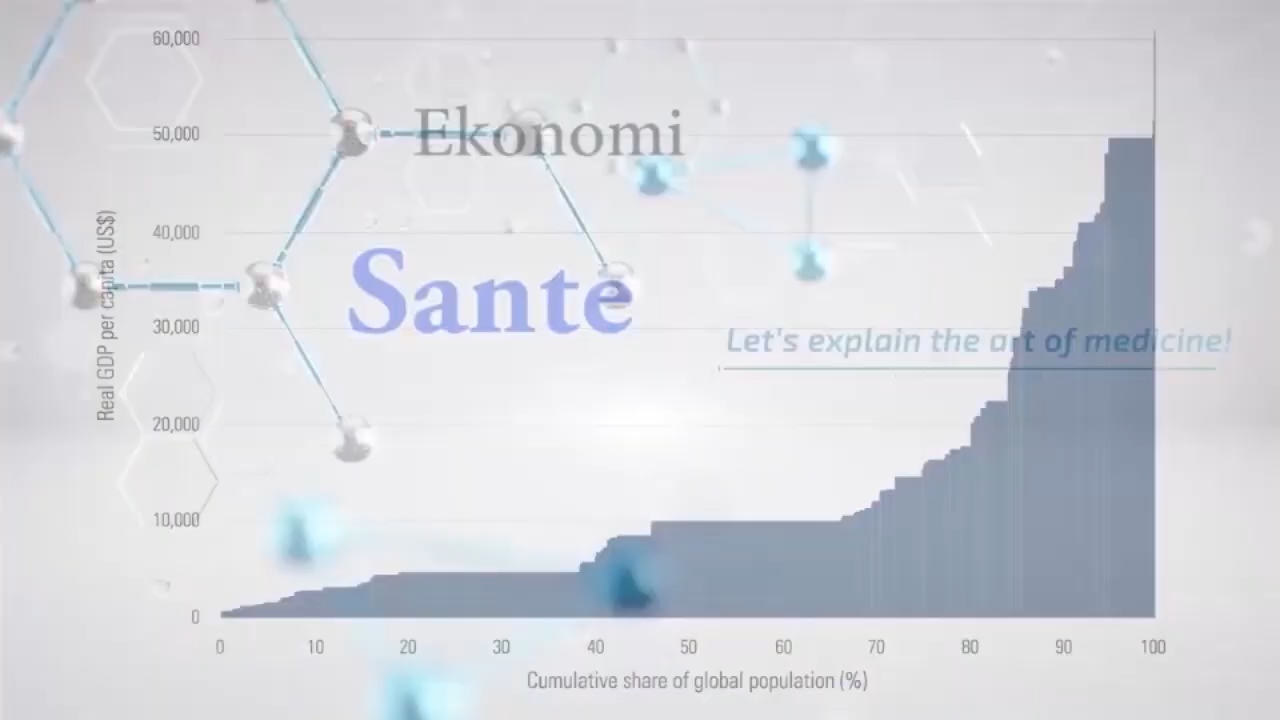 60,000
Ekonomi
50,000
40,000
Sante
Let's explain the art of medicine!
30,000
20,000
10,000
0
Real GDP per capita (US$)
0 10 20 30 40 50 60 70 80 90 100
Cumulative share of global population (%)